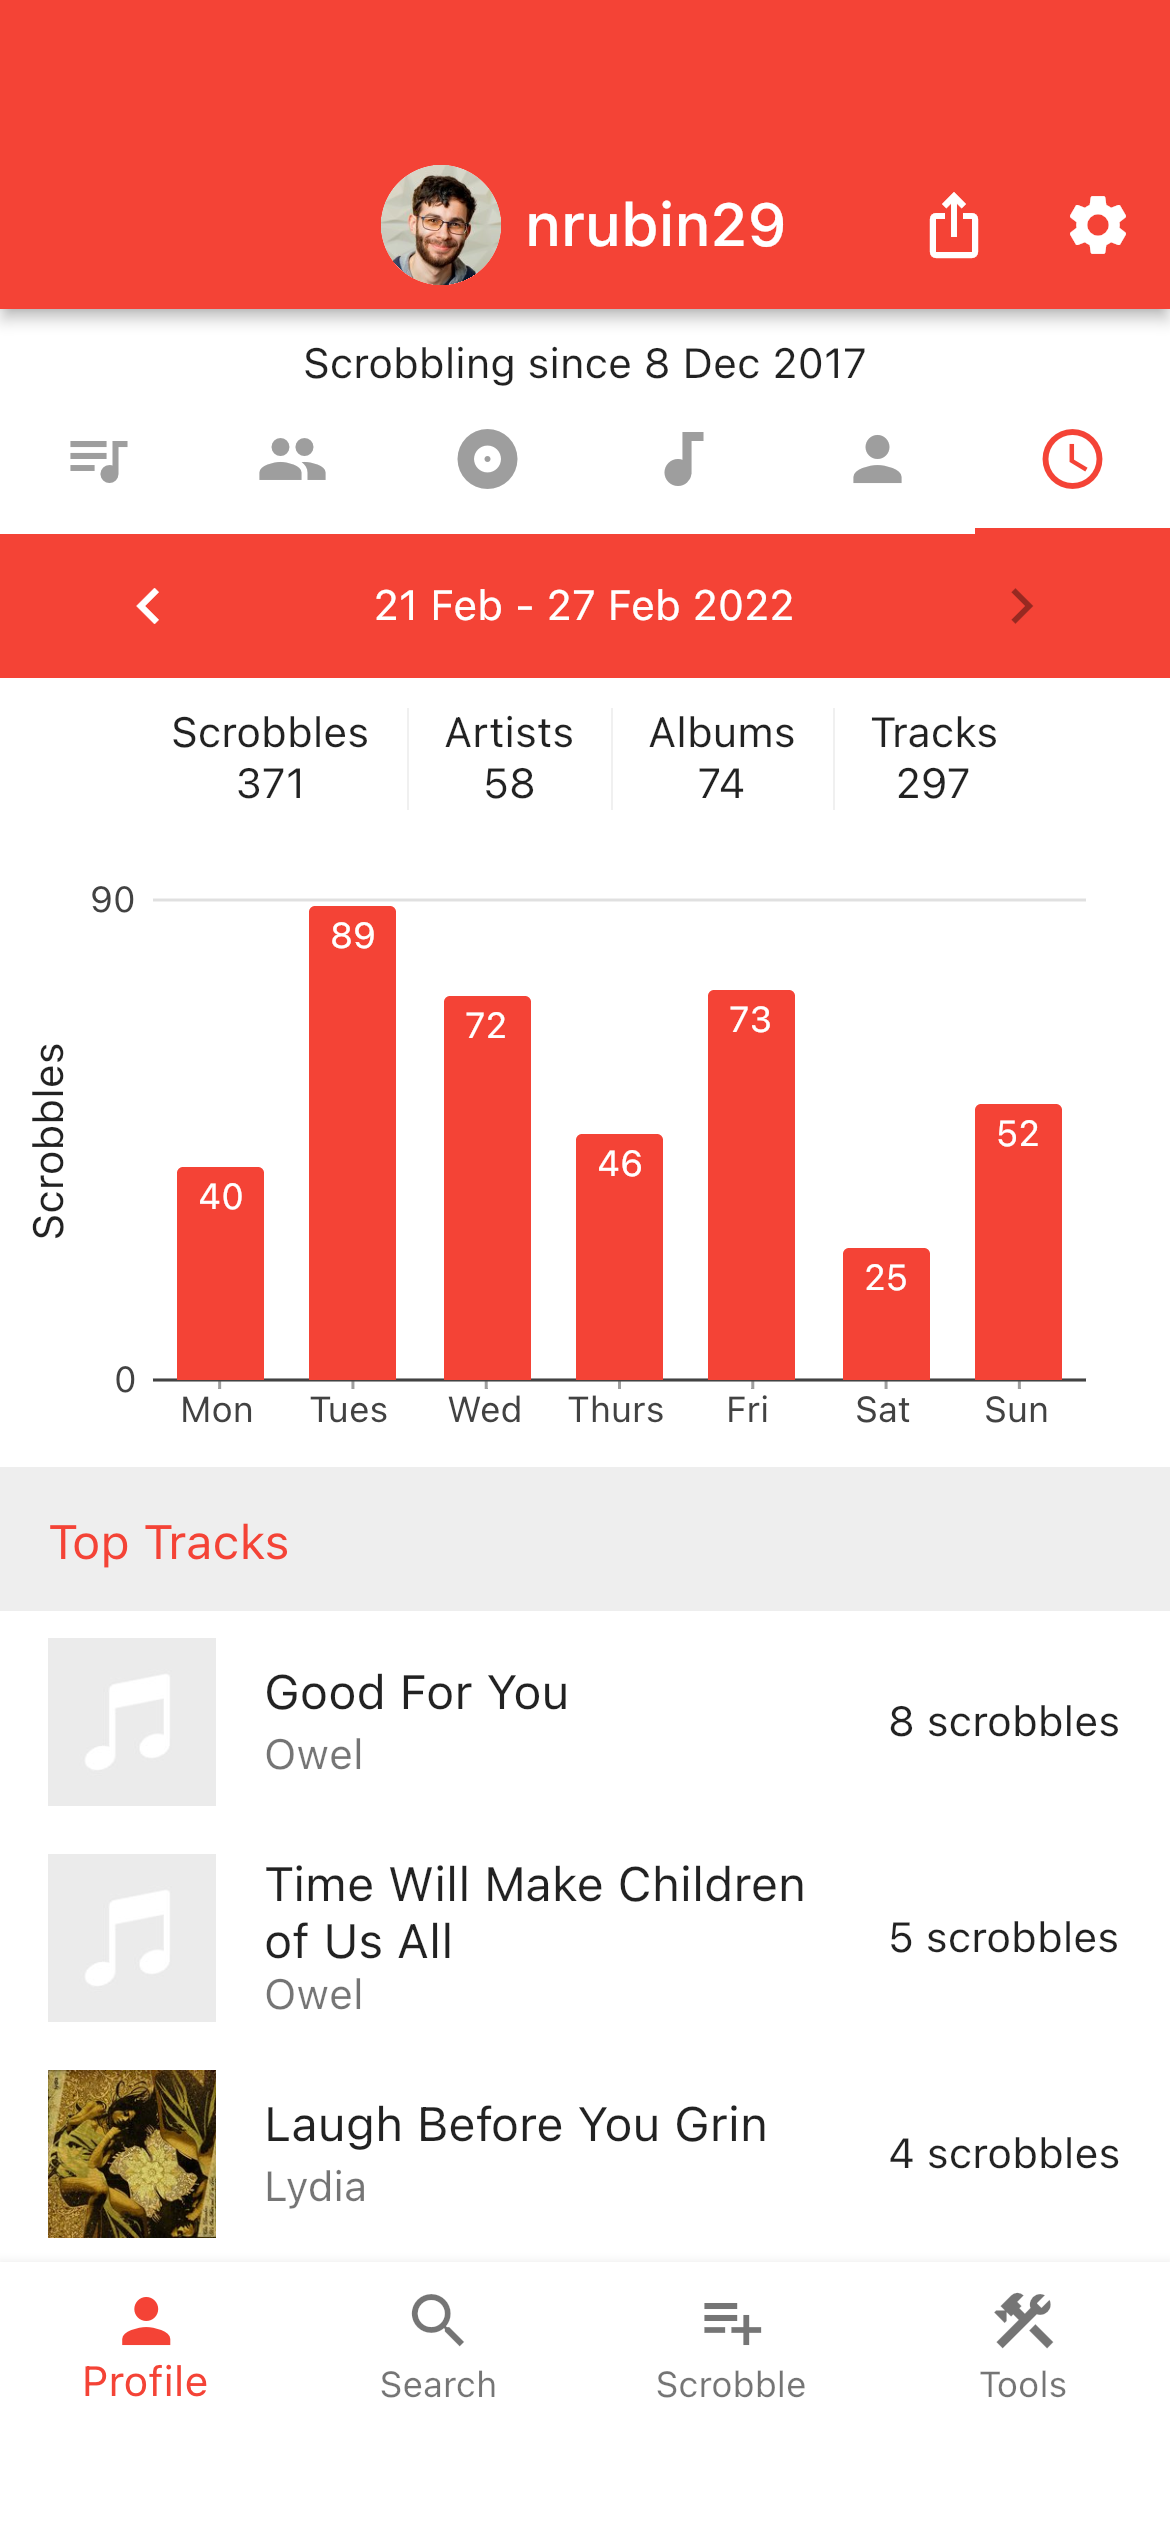 nrubin29
Scrobbling since 8 Dec 2017
21 Feb - 27 Feb 2022
Scrobbles Artists Albums Tracks
371 58 74 297
90
89
72
73
40
46
25
52
Scrobbles
0
Mon Tues Wed Thurs Fri Sat Sun
Top Tracks
Good For You
Owel
8 scrobbles
Time Will Make Children
of Us All
Owel
5 scrobbles
Laugh Before You Grin
Lydia
4 scrobbles
Profile Search Scrobble Tools